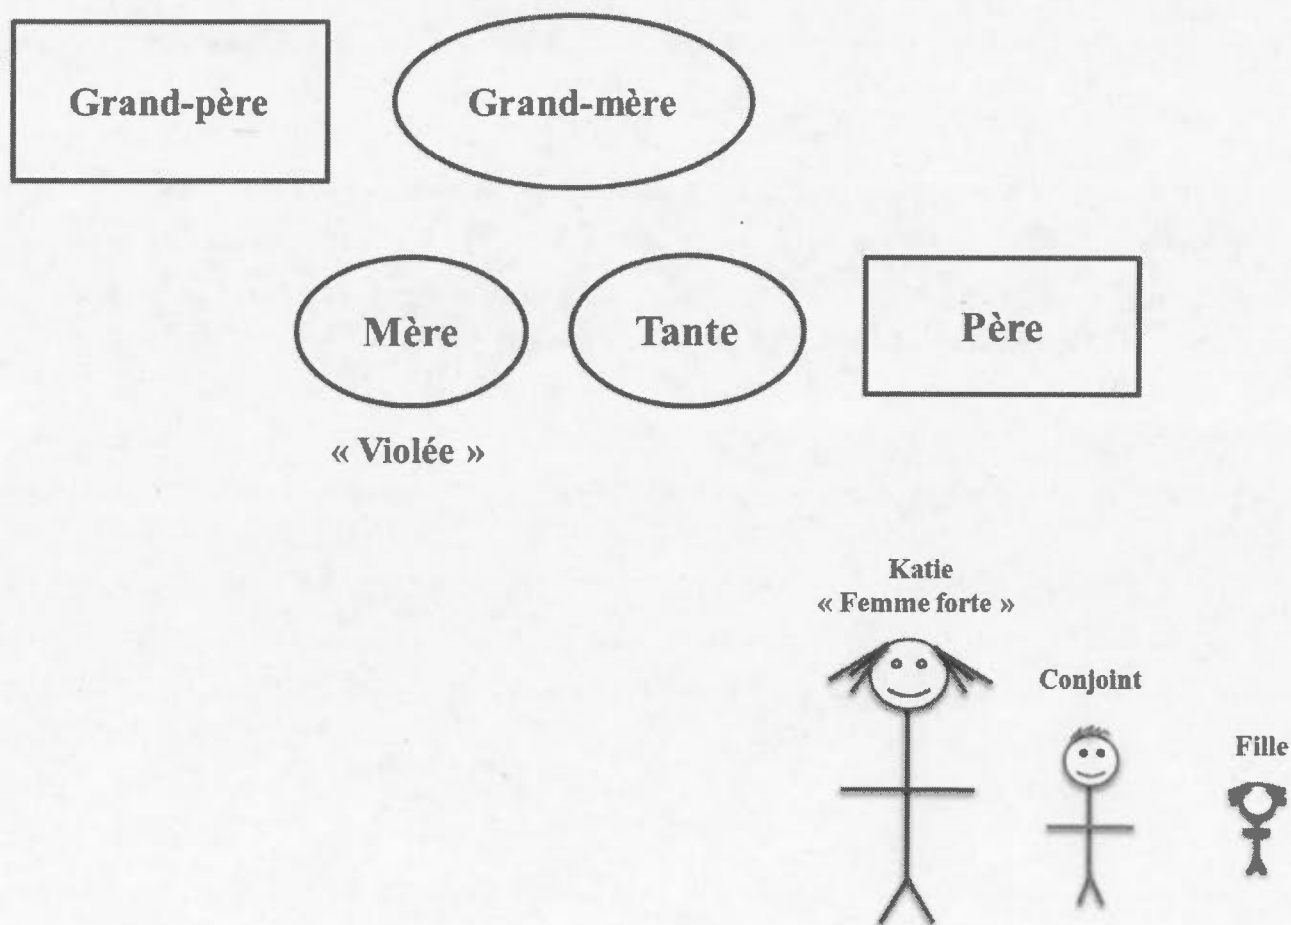 Grand-père
Grand-mère
Mère
Tante
Père
« Violée »
Katie
« Femme forte »
Conjoint
Fille